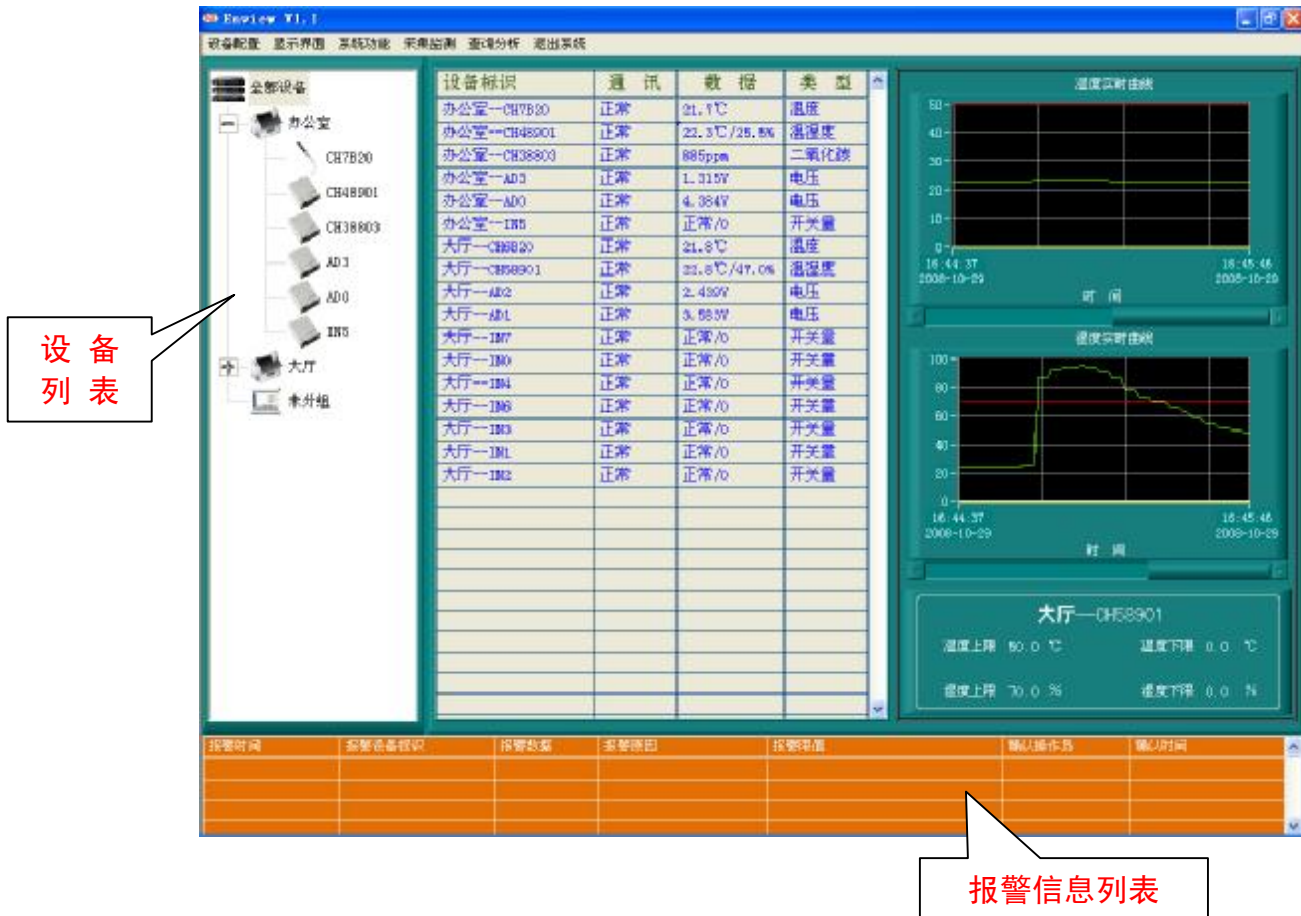 Enview V1.1
设备配置 显示界面 系统功能 采集监测 查询分析 退出系统
全部设备
办公室
CH7B20
CH48901
CH38803
AD3
AD0
IN5
大厅
未分组
设 备
列 表
设备标识 通 讯 数 据 类 型
办公室--CH7B20 正常 21.9℃ 温度
办公室--CH48901 正常 22.3℃/25.5% 温湿度
办公室--CH38803 正常 885ppm 二氧化碳
办公室--AD3 正常 1.315V 电压
办公室--AD0 正常 4.384V 电压
办公室--IN5 正常 正常/0 开关量
大厅--CH6B20 正常 21.8℃ 温度
大厅--CH58901 正常 22.8℃/47.0% 温湿度
大厅--AD2 正常 2.439V 电压
大厅--AD1 正常 3.583V 电压
大厅--IN7 正常 正常/0 开关量
大厅--IN0 正常 正常/0 开关量
大厅--IN4 正常 正常/0 开关量
大厅--IN6 正常 正常/0 开关量
大厅--IN3 正常 正常/0 开关量
大厅--IN1 正常 正常/0 开关量
大厅--IN2 正常 正常/0 开关量
温度实时曲线
50
40
30
20
10
0
16:44:37 16:45:46
2008-10-29 2008-10-29
时 间
湿度实时曲线
100
80
60
40
20
0
16:44:37 16:45:46
2008-10-29 2008-10-29
时 间
大厅—CH58901
温度上限 50.0 ℃ 温度下限 0.0 ℃
湿度上限 70.0 % 湿度下限 0.0 %
报警时间 报警设备标识 报警数据 报警原因 报警限值 确认操作员 确认时间
报警信息列表